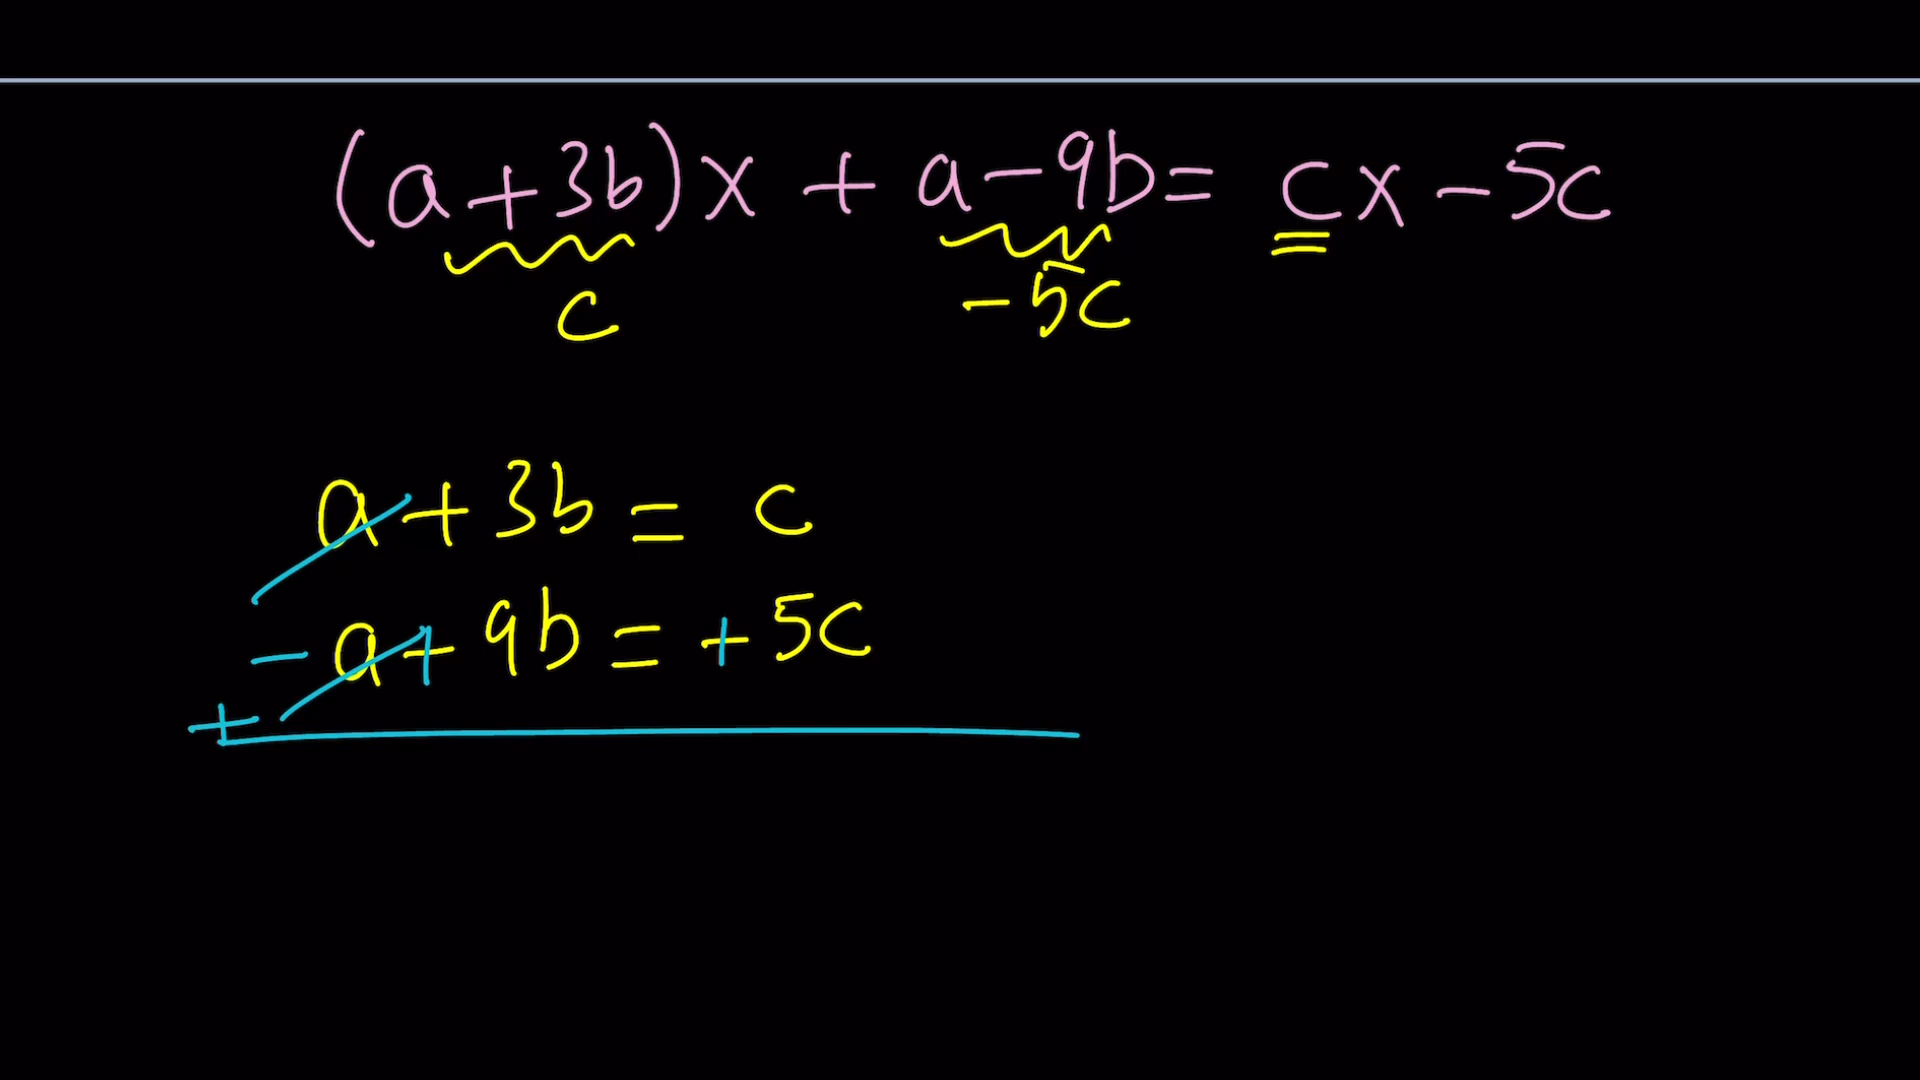 (a+3b)x + a-9b= cx-5c
c -5c
a+3b= c
-a+9b=+5c
+